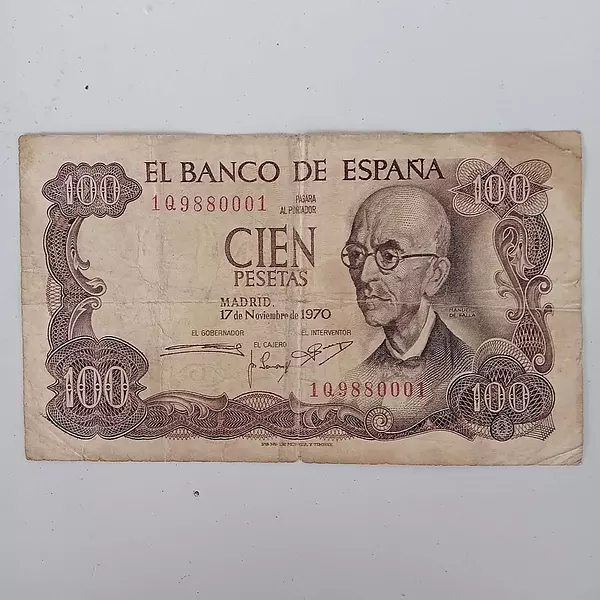 EL BANCO DE ESPAÑA
100
100
1Q9880001
PAGARA
AL PORTADOR
CIEN
PESETAS
MADRID,
17 de Noviembre de 1970
MANUEL
DE FALLA
EL GOBERNADOR
EL INTERVENTOR
EL CAJERO
1Q9880001
100
100